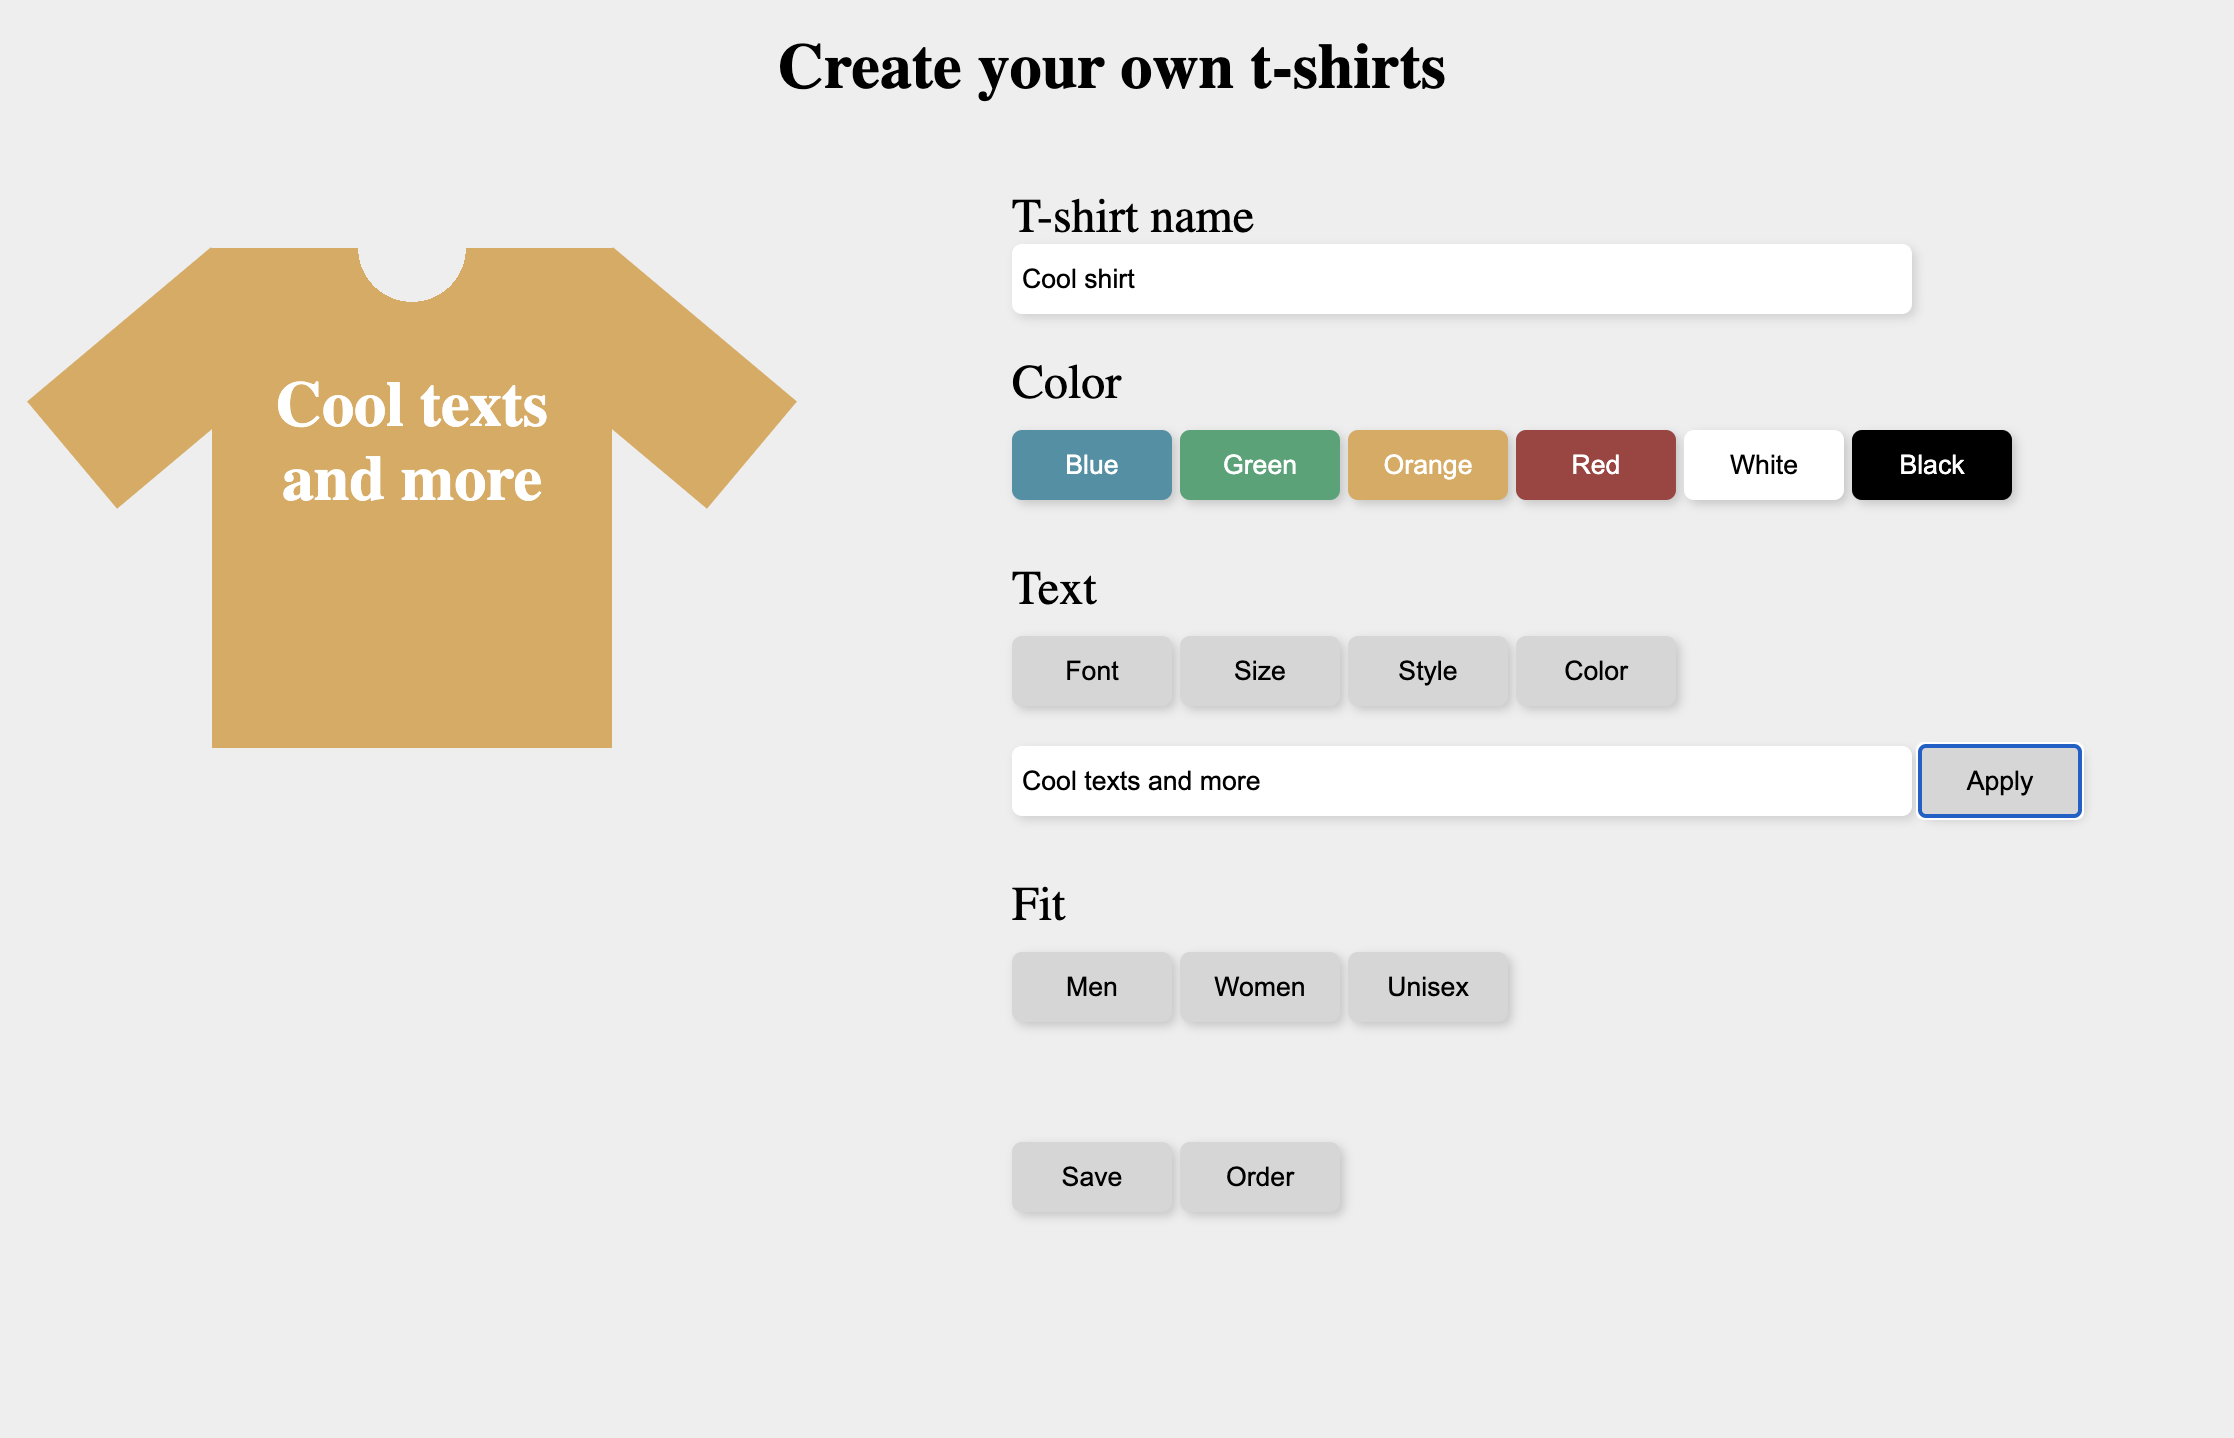 Create your own t-shirts
Cool texts
and more
T-shirt name
Cool shirt
Color
Blue Green Orange Red White Black
Text
Font Size Style Color
Cool texts and more Apply
Fit
Men Women Unisex
Save Order